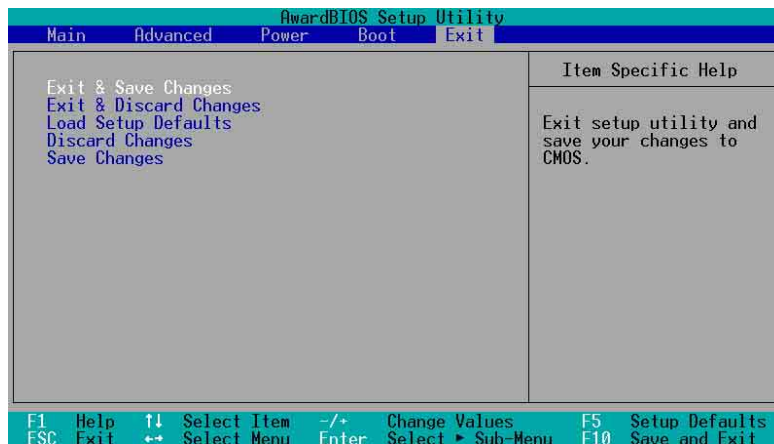 AwardBIOS Setup Utility
Main Advanced Power Boot Exit
Item Specific Help
Exit & Save Changes
Exit & Discard Changes
Load Setup Defaults
Discard Changes
Save Changes
Exit setup utility and
save your changes to
CMOS.
F1 Help ↑↓ Select Item -/+ Change Values F5 Setup Defaults
ESC Exit ←→ Select Menu Enter Select ► Sub-Menu F10 Save and Exit